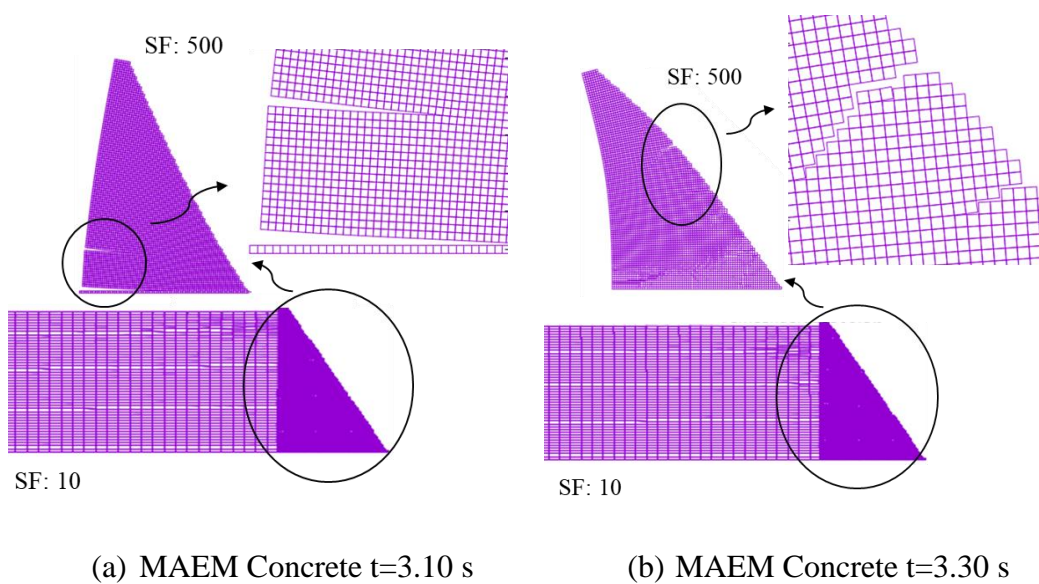 SF: 500
SF: 10
(a) MAEM Concrete t=3.10 s
SF: 500
SF: 10
(b) MAEM Concrete t=3.30 s